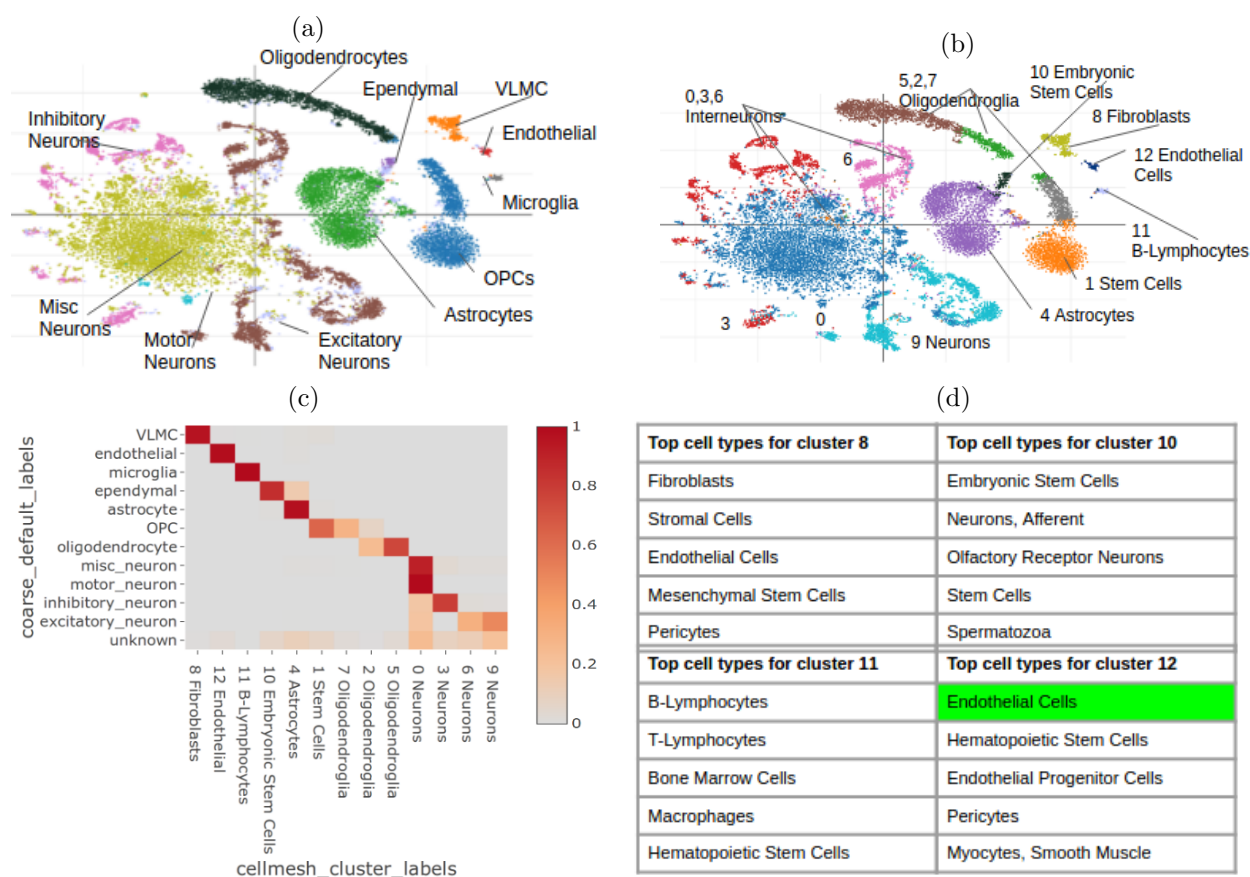 (a)
Oligodendrocytes
Ependymal
VLMC
Inhibitory
Neurons
Endothelial
Microglia
OPCs
Misc
Neurons
Astrocytes
Motor
Neurons
Excitatory
Neurons
(b)
10 Embryonic
Stem Cells
5,2,7
Oligodendroglia
0,3,6
Interneurons
8 Fibroblasts
12 Endothelial
Cells
6
11
B-Lymphocytes
1 Stem Cells
4 Astrocytes
3
0
9 Neurons
(c)
coarse_default_labels
VLMC
endothelial
microglia
ependymal
astrocyte
OPC
oligodendrocyte
misc_neuron
motor_neuron
inhibitory_neuron
excitatory_neuron
unknown
8 Fibroblasts
12 Endothelial
11 B-Lymphocytes
10 Embryonic Stem Cells
4 Astrocytes
1 Stem Cells
7 Oligodendroglia
2 Oligodendroglia
5 Oligodendroglia
0 Neurons
3 Neurons
6 Neurons
9 Neurons
cellmesh_cluster_labels
1
0.8
0.6
0.4
0.2
0
(d)
Top cell types for cluster 8
Top cell types for cluster 10
Fibroblasts
Embryonic Stem Cells
Stromal Cells
Neurons, Afferent
Endothelial Cells
Olfactory Receptor Neurons
Mesenchymal Stem Cells
Stem Cells
Pericytes
Spermatozoa
Top cell types for cluster 11
Top cell types for cluster 12
B-Lymphocytes
Endothelial Cells
T-Lymphocytes
Hematopoietic Stem Cells
Bone Marrow Cells
Endothelial Progenitor Cells
Macrophages
Pericytes
Hematopoietic Stem Cells
Myocytes, Smooth Muscle